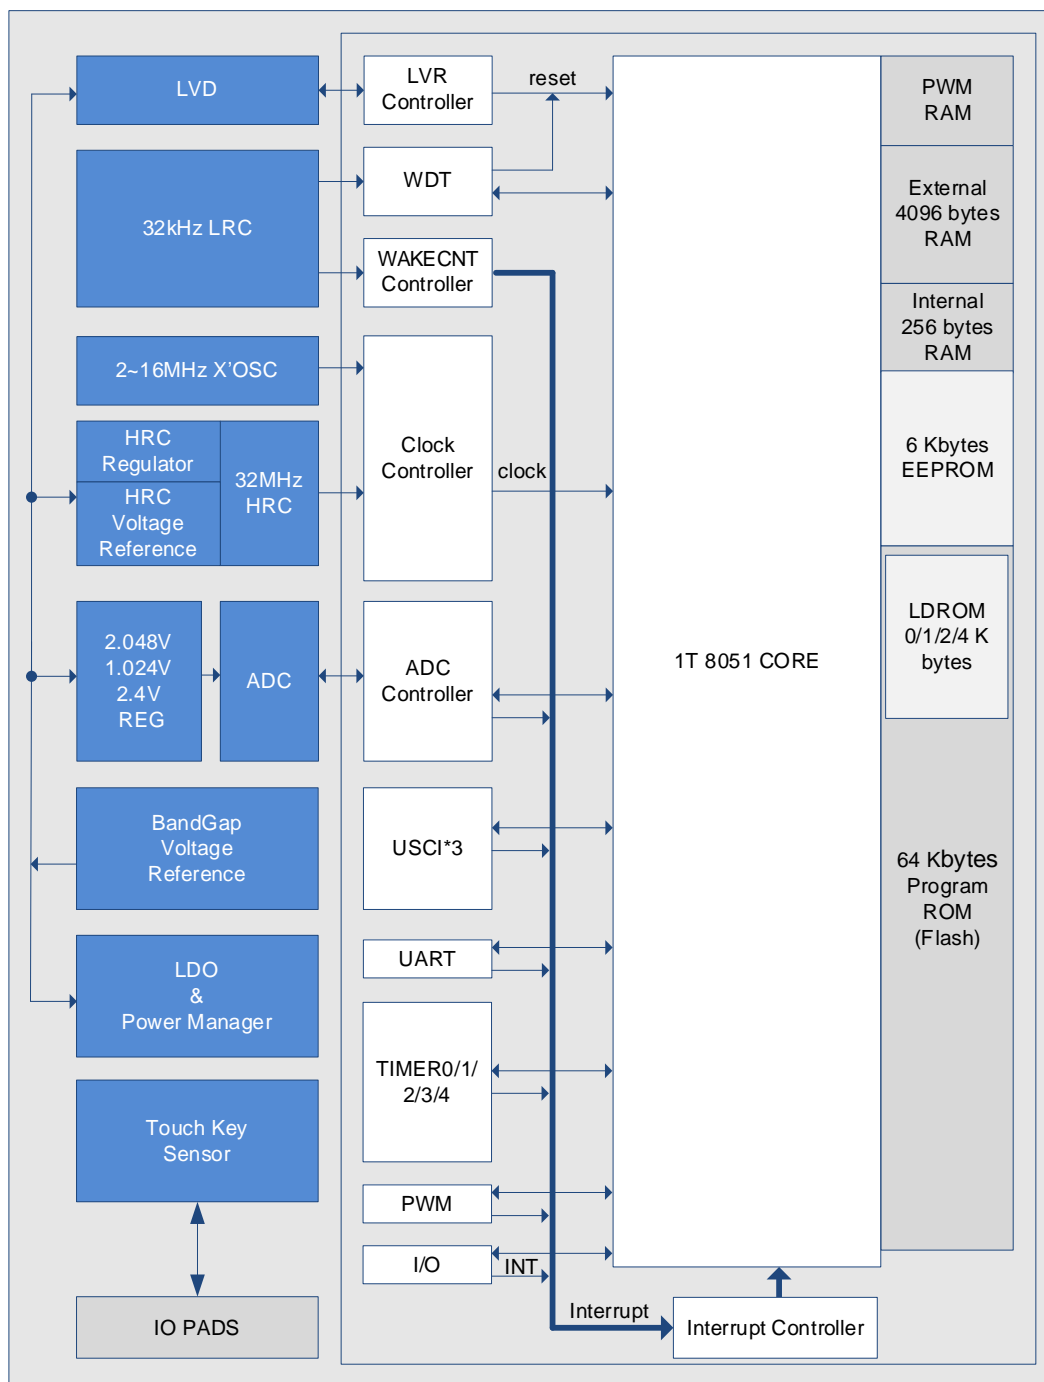 LVD
32kHz LRC
2~16MHz X'OSC
HRC
Regulator
HRC
Voltage
Reference
32MHz
HRC
2.048V
1.024V
2.4V
REG
ADC
BandGap
Voltage
Reference
LDO
&
Power Manager
Touch Key
Sensor
IO PADS
LVR
Controller
WDT
WAKECNT
Controller
Clock
Controller
ADC
Controller
USCI*3
UART
TIMER0/1/
2/3/4
PWM
I/O
reset
clock
INT
Interrupt
1T 8051 CORE
Interrupt Controller
PWM
RAM
External
4096 bytes
RAM
Internal
256 bytes
RAM
6 Kbytes
EEPROM
LDROM
0/1/2/4 K
bytes
64 Kbytes
Program
ROM
(Flash)